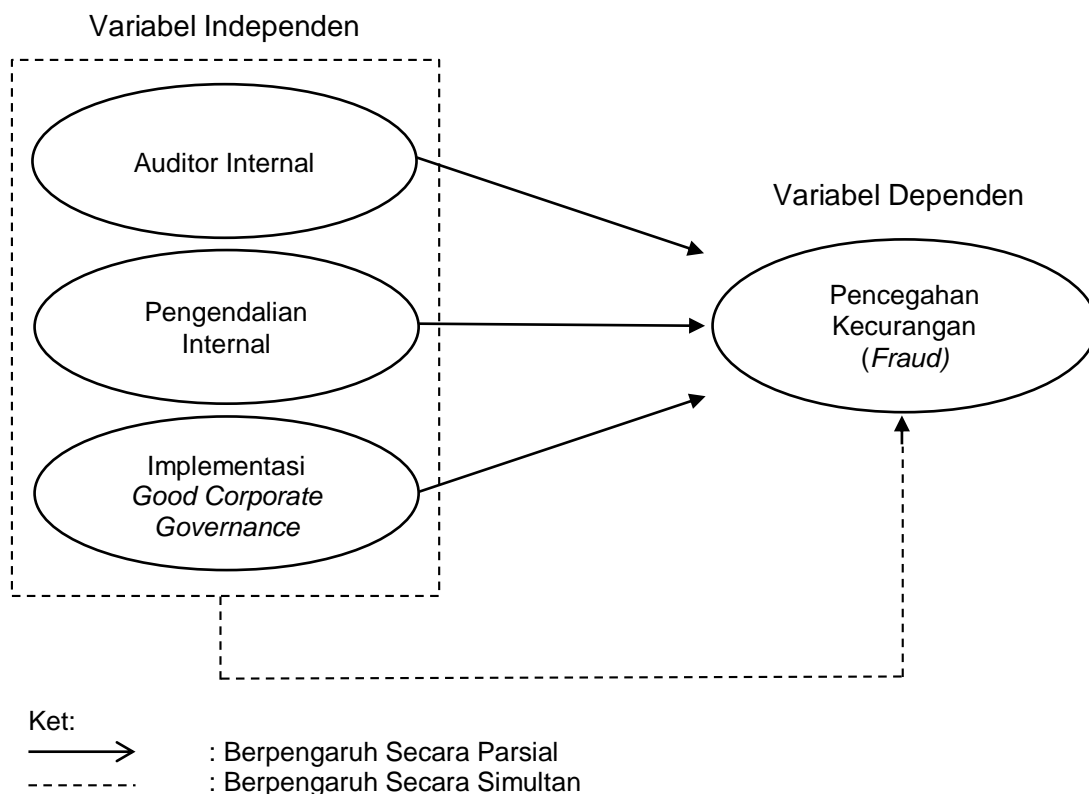 Variabel Independen
Auditor Internal
Pengendalian
Internal
Implementasi
Good Corporate
Governance
Variabel Dependen
Pencegahan
Kecurangan
(Fraud)
Ket:
: Berpengaruh Secara Parsial
: Berpengaruh Secara Simultan